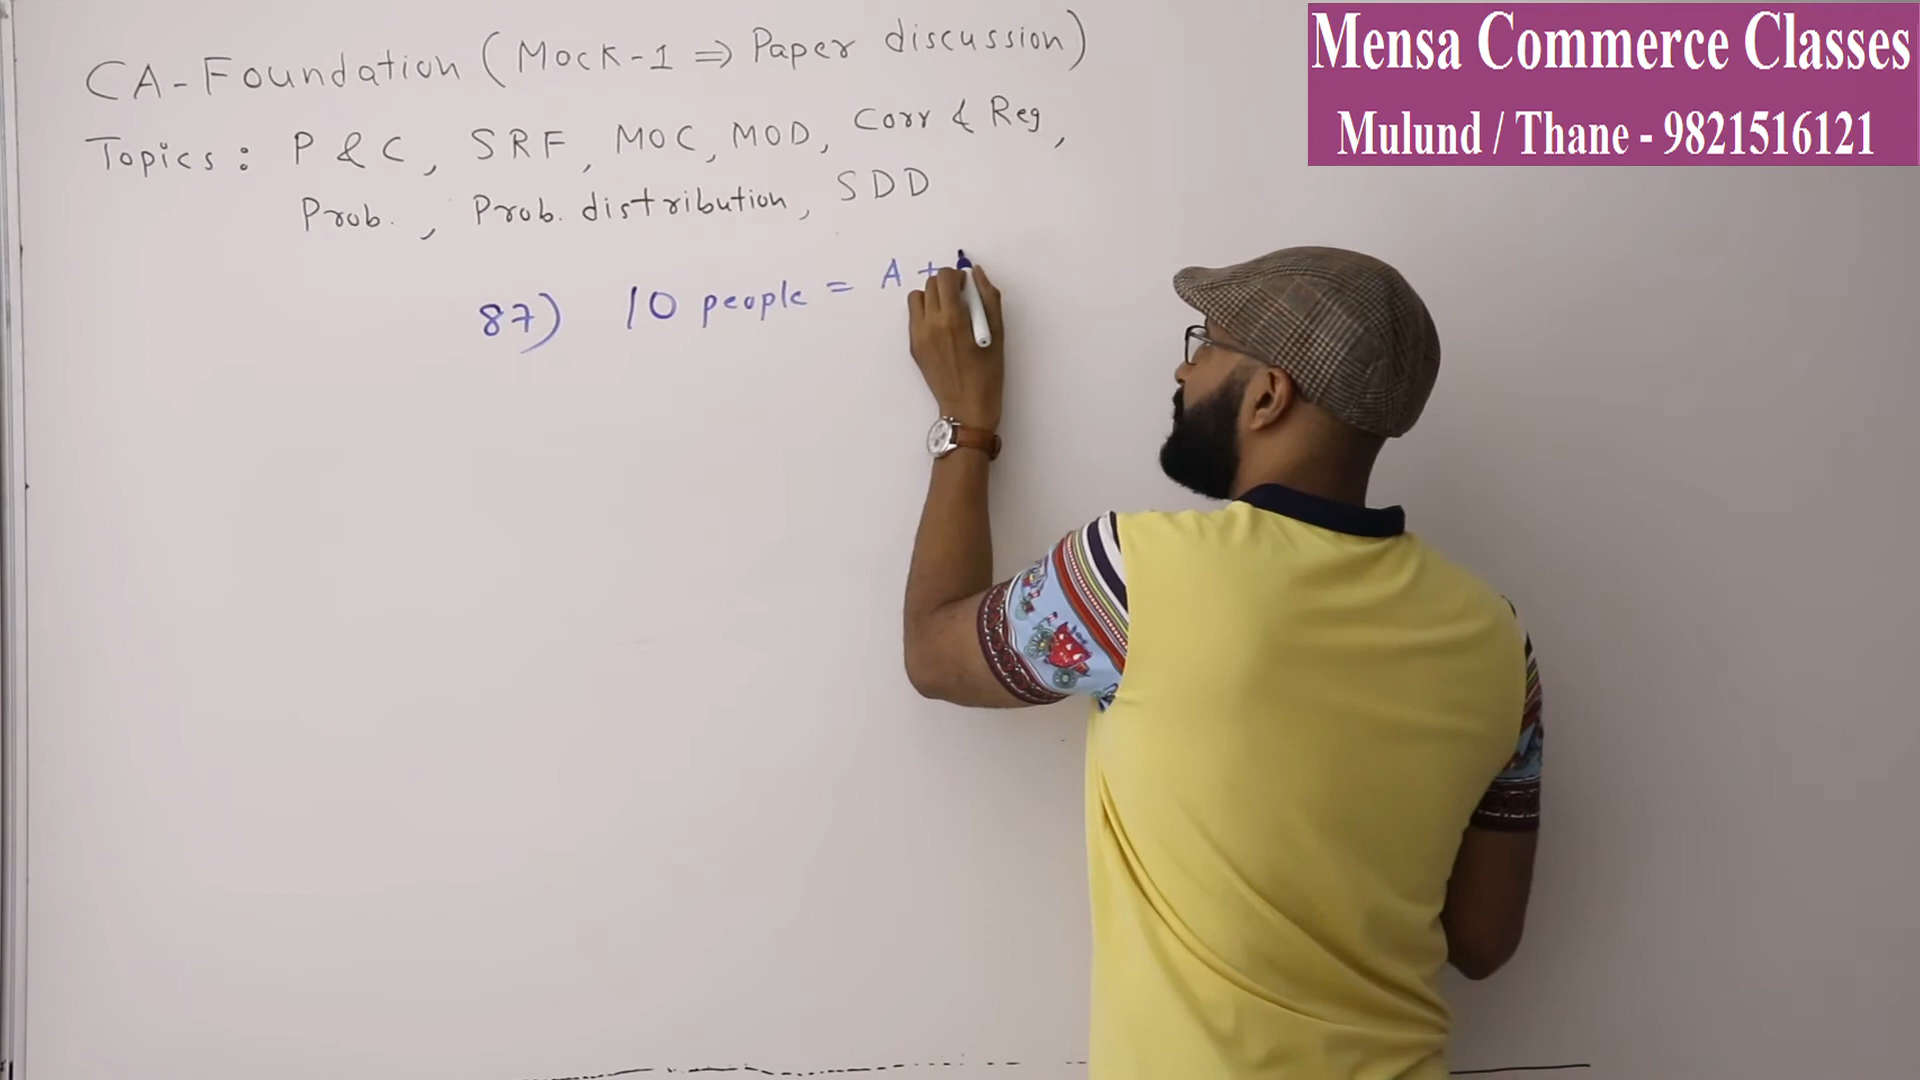 CA-Foundation (Mock-1 ⇒ Paper discussion)
Topics : P & C, SRF, MOC, MOD, Corr & Reg,
Prob., Prob. distribution, SDD
87) 10 people = A +
Mensa Commerce Classes
Mulund / Thane - 9821516121